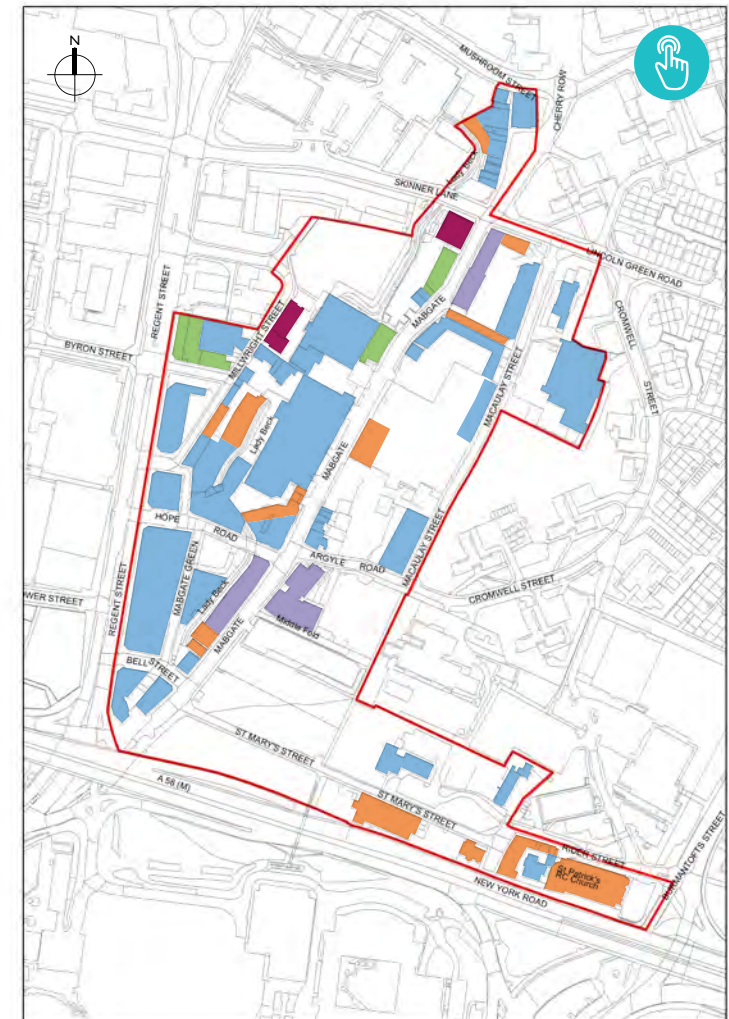 N
MUSHROOM STREET
CHERRY ROW
Lady Beck
SKINNER LANE
LINCOLN GREEN ROAD
REGENT STREET
MABGATE
CROMWELL
STREET
MILLWRIGHT STREET
BYRON STREET
MACAULAY STREET
Lady Beck
MABGATE
HOPE
ROAD
ARGYLE
ROAD
MACAULAY STREET
CROMWELL STREET
MABGATE GREEN
Lady Beck
REGENT STREET
OWER STREET
Middle Fold
MABGATE
BELL STREET
ST MARY'S STREET
A 58 (M)
ST MARY'S STREET
RIDER STREET
St Patrick's
RC Church
BURMANTOFTS STREET
NEW YORK ROAD